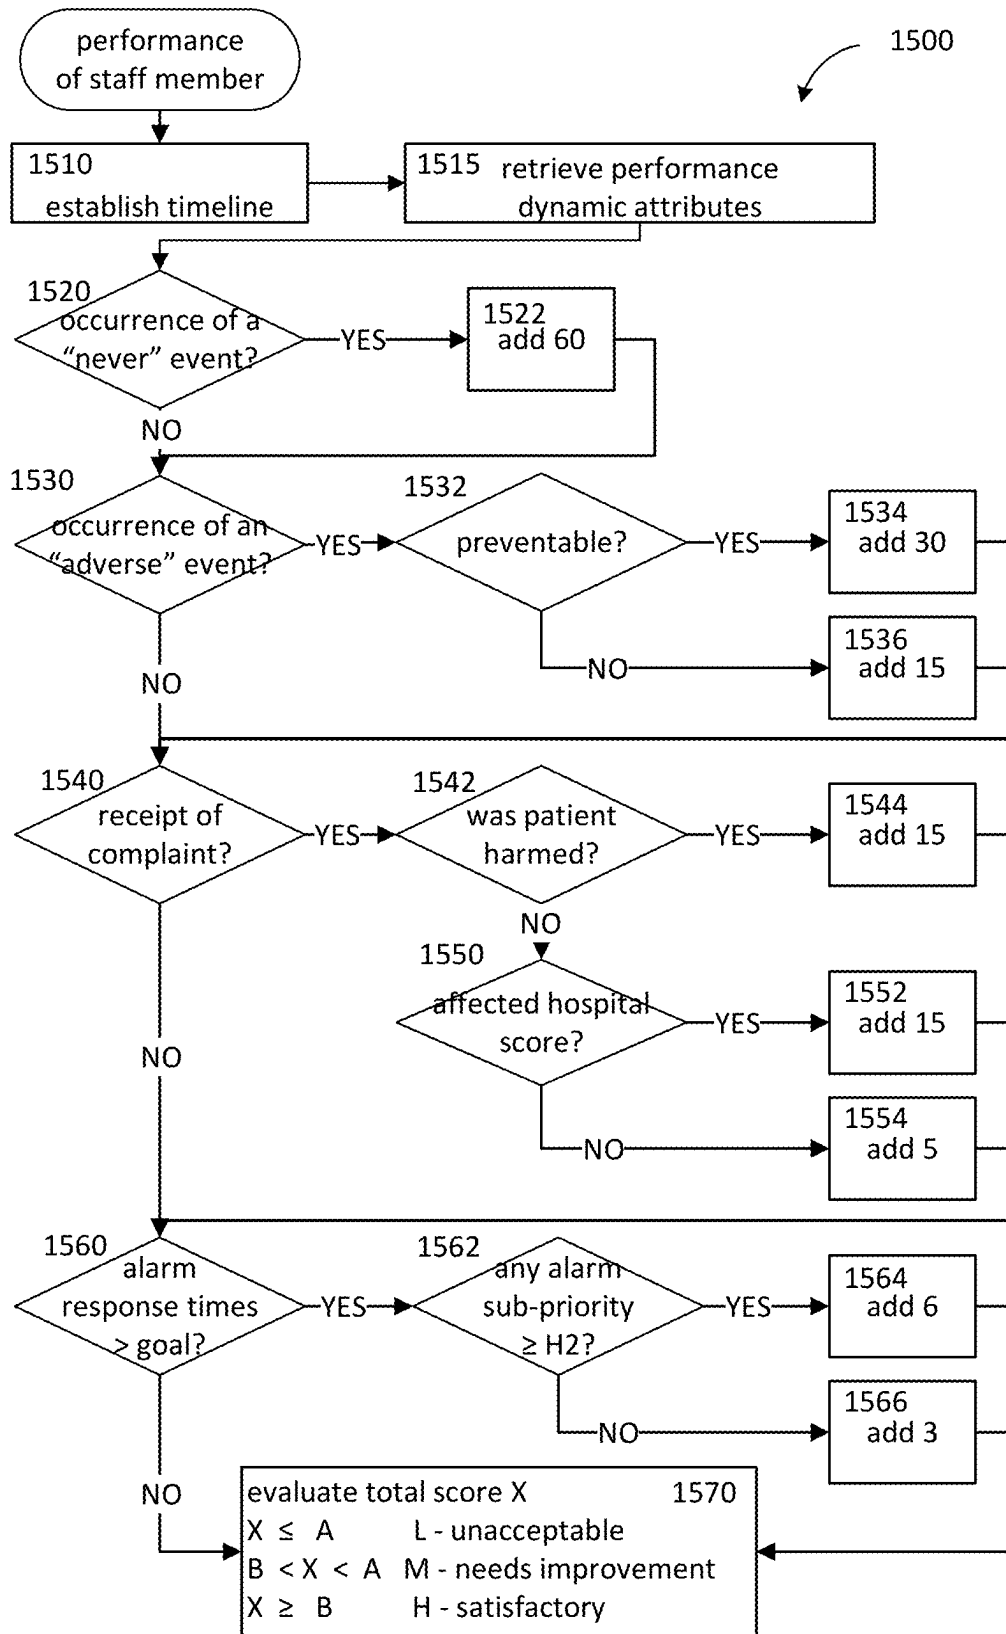 performance
of staff member
1500
1510
establish timeline
1515 retrieve performance
dynamic attributes
1520
occurrence of a
“never” event?
YES
1522
add 60
NO
1530
occurrence of an
“adverse” event?
YES
1532
preventable?
YES
1534
add 30
NO
1536
add 15
NO
1540
receipt of
complaint?
YES
1542
was patient
harmed?
YES
1544
add 15
NO
1550
affected hospital
score?
YES
1552
add 15
NO
NO
1554
add 5
1560
alarm
response times
> goal?
YES
1562
any alarm
sub-priority
≥ H2?
YES
1564
add 6
NO
1566
add 3
NO
evaluate total score X 1570
X ≤ A L - unacceptable
B < X < A M - needs improvement
X ≥ B H - satisfactory